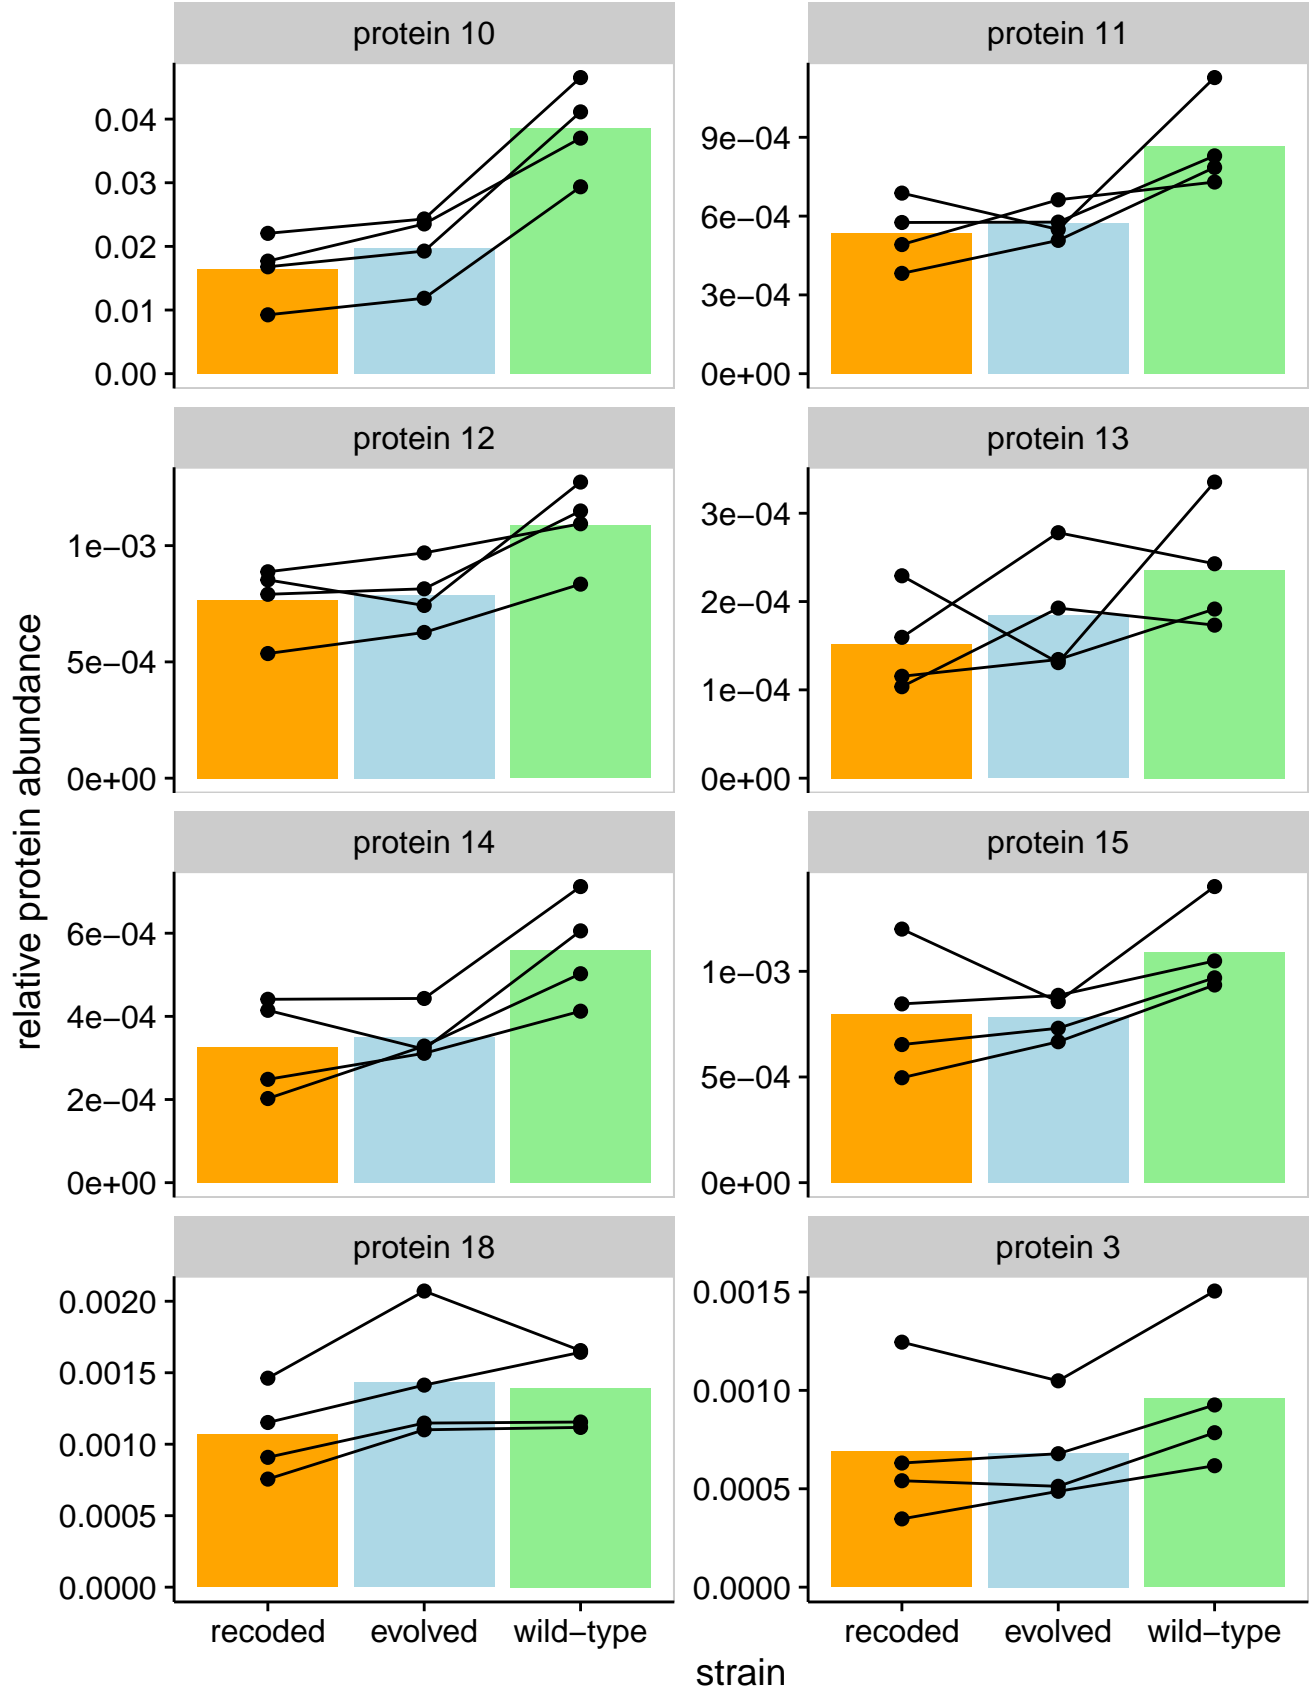 protein 10
protein 11
0.04
0.03
0.02
0.01
0.00
9e−04
6e−04
3e−04
0e+00
protein 12
protein 13
1e−03
5e−04
0e+00
3e−04
2e−04
1e−04
0e+00
relative protein abundance
protein 14
protein 15
6e−04
4e−04
2e−04
0e+00
1e−03
5e−04
0e+00
protein 18
protein 3
0.0020
0.0015
0.0010
0.0005
0.0000
0.0015
0.0010
0.0005
0.0000
recoded evolved wild−type
recoded evolved wild−type
strain